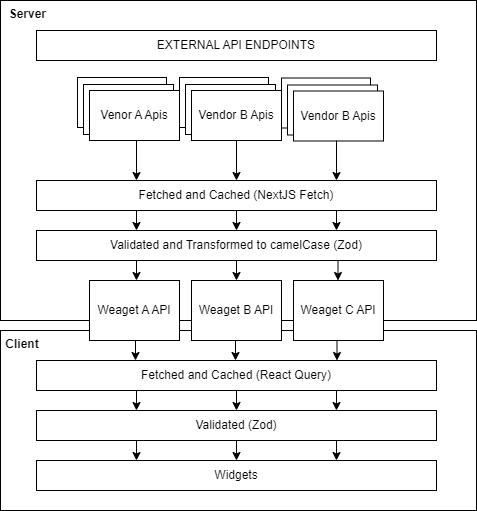 Server
EXTERNAL API ENDPOINTS
Venor A Apis
Vendor B Apis
Vendor B Apis
Fetched and Cached (NextJS Fetch)
Validated and Transformed to camelCase (Zod)
Weaget A API
Weaget B API
Weaget C API
Client
Fetched and Cached (React Query)
Validated (Zod)
Widgets